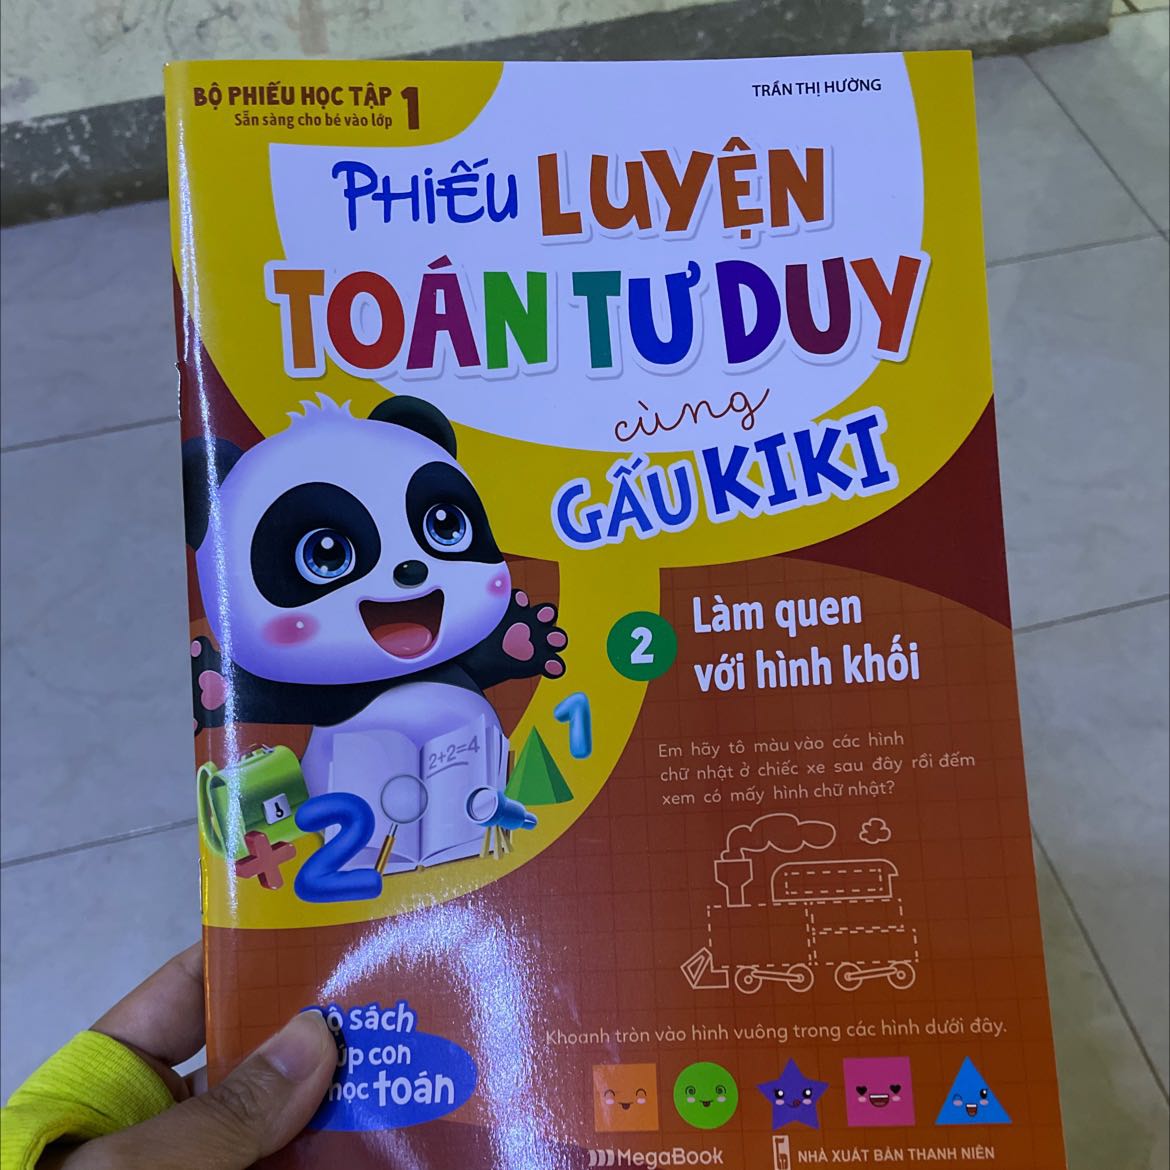 BỘ PHIẾU HỌC TẬP
Sẵn sàng cho bé vào lớp 1
TRẦN THỊ HƯỜNG
PHIẾU LUYỆN
TOÁN TƯ DUY
cùng
GẤU KIKI
2 Làm quen
với hình khối
1
2+2=4
2
Em hãy tô màu vào các hình
chữ nhật ở chiếc xe sau đây rồi đếm
xem có mấy hình chữ nhật?
sách
con
học toán
Khoanh tròn vào hình vuông trong các hình dưới đây.
MegaBook
NHÀ XUẤT BẢN THANH NIÊN